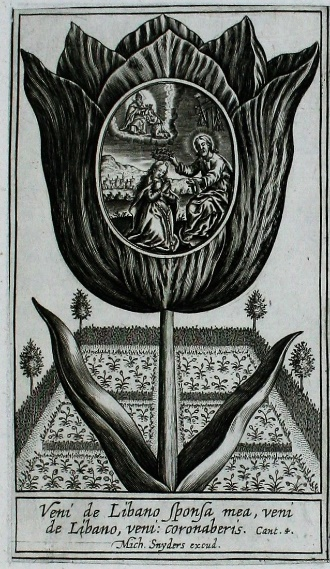 Veni de Libano ſponſa mea, veni
de Libano, veni: coronaberis. Cant. 4.
Mich. Snyders excud.